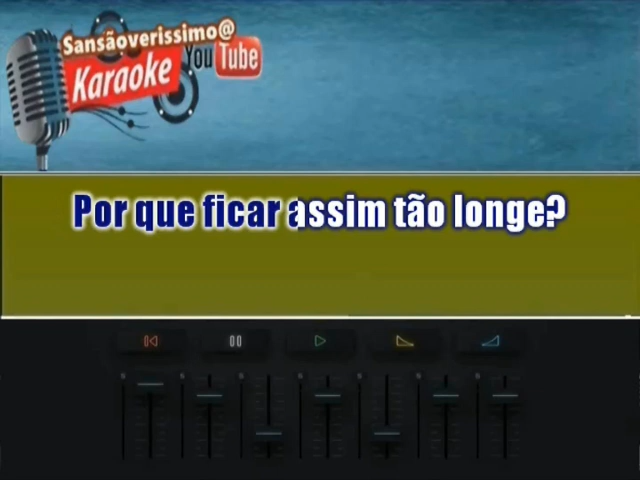 Sansãoverissimo@
Karaoke YouTube
Por que ficar assim tão longe?